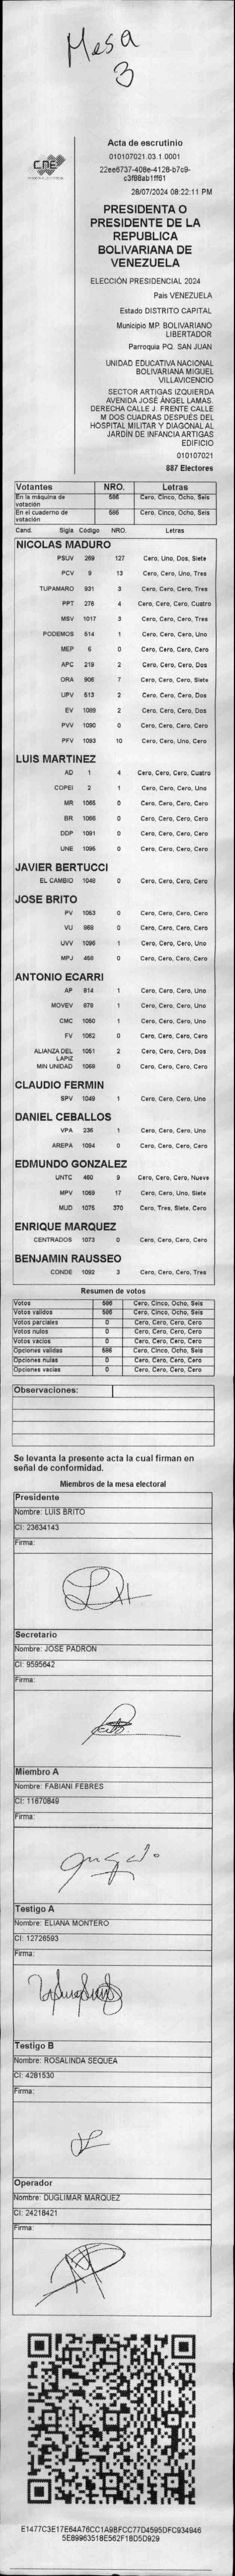 Mesa
3
CNE
Acta de escrutinio
010107021.03.1.0001
22ee6737-408e-4128-b7c9-
c3f88ab1ff61
28/07/2024 08:22:11 PM
PRESIDENTA O
PRESIDENTE DE LA
REPUBLICA
BOLIVARIANA DE
VENEZUELA
ELECCIÓN PRESIDENCIAL 2024
Pais VENEZUELA
Estado DISTRITO CAPITAL
Municipio MP. BOLIVARIANO
LIBERTADOR
Parroquia PQ. SAN JUAN
UNIDAD EDUCATIVA NACIONAL
BOLIVARIANA MIGUEL
VILLAVICENCIO
SECTOR ARTIGAS IZQUIERDA
AVENIDA JOSÉ ÁNGEL LAMAS.
DERECHA CALLE J. FRENTE CALLE
M DOS CUADRAS DESPUÉS DEL
HOSPITAL MILITAR Y DIAGONAL AL
JARDÍN DE INFANCIA ARTIGAS
EDIFICIO
010107021
887 Electores
Votantes NRO. Letras
En la máquina de votación 586 Cero, Cinco, Ocho, Seis
En el cuaderno de votación 586 Cero, Cinco, Ocho, Seis
Cand. Sigla Código NRO. Letras
NICOLAS MADURO
PSUV 269 127 Cero, Uno, Dos, Siete
PCV 9 13 Cero, Cero, Uno, Tres
TUPAMARO 931 3 Cero, Cero, Cero, Tres
PPT 276 4 Cero, Cero, Cero, Cuatro
MSV 1017 3 Cero, Cero, Cero, Tres
PODEMOS 514 1 Cero, Cero, Cero, Uno
MEP 6 0 Cero, Cero, Cero, Cero
APC 219 2 Cero, Cero, Cero, Dos
ORA 906 7 Cero, Cero, Cero, Siete
UPV 513 2 Cero, Cero, Cero, Dos
EV 1089 2 Cero, Cero, Cero, Dos
PVV 1090 0 Cero, Cero, Cero, Cero
PFV 1093 10 Cero, Cero, Uno, Cero
LUIS MARTINEZ
AD 1 4 Cero, Cero, Cero, Cuatro
COPEI 2 1 Cero, Cero, Cero, Uno
MR 1065 0 Cero, Cero, Cero, Cero
BR 1066 0 Cero, Cero, Cero, Cero
DDP 1091 0 Cero, Cero, Cero, Cero
UNE 1095 0 Cero, Cero, Cero, Cero
JAVIER BERTUCCI
EL CAMBIO 1048 0 Cero, Cero, Cero, Cero
JOSE BRITO
PV 1053 0 Cero, Cero, Cero, Cero
VU 868 0 Cero, Cero, Cero, Cero
UVV 1096 1 Cero, Cero, Cero, Uno
MPJ 458 0 Cero, Cero, Cero, Cero
ANTONIO ECARRI
AP 814 1 Cero, Cero, Cero, Uno
MOVEV 878 1 Cero, Cero, Cero, Uno
CMC 1050 1 Cero, Cero, Cero, Uno
FV 1062 0 Cero, Cero, Cero, Cero
ALIANZA DEL LAPIZ 1051 2 Cero, Cero, Cero, Dos
MIN UNIDAD 1068 0 Cero, Cero, Cero, Cero
CLAUDIO FERMIN
SPV 1049 1 Cero, Cero, Cero, Uno
DANIEL CEBALLOS
VPA 236 1 Cero, Cero, Cero, Uno
AREPA 1094 0 Cero, Cero, Cero, Cero
EDMUNDO GONZALEZ
UNTC 460 9 Cero, Cero, Cero, Nueve
MPV 1069 17 Cero, Cero, Uno, Siete
MUD 1075 370 Cero, Tres, Siete, Cero
ENRIQUE MARQUEZ
CENTRADOS 1073 0 Cero, Cero, Cero, Cero
BENJAMIN RAUSSEO
CONDE 1092 3 Cero, Cero, Cero, Tres
Resumen de votos
Votos 586 Cero, Cinco, Ocho, Seis
Votos validos 586 Cero, Cinco, Ocho, Seis
Votos parciales 0 Cero, Cero, Cero, Cero
Votos nulos 0 Cero, Cero, Cero, Cero
Votos vacios 0 Cero, Cero, Cero, Cero
Opciones validas 586 Cero, Cinco, Ocho, Seis
Opciones nulas 0 Cero, Cero, Cero, Cero
Opciones vacias 0 Cero, Cero, Cero, Cero
Observaciones:
Se levanta la presente acta la cual firman en
señal de conformidad.
Miembros de la mesa electoral
Presidente
Nombre: LUIS BRITO
CI: 23634143
Firma:
Secretario
Nombre: JOSE PADRON
CI: 9595642
Firma:
Miembro A
Nombre: FABIANI FEBRES
CI: 11670849
Firma:
Testigo A
Nombre: ELIANA MONTERO
CI: 12726593
Firma:
Testigo B
Nombre: ROSALINDA SEQUEA
CI: 4281530
Firma:
Operador
Nombre: DUGLIMAR MARQUEZ
CI: 24218421
Firma:
E1477C3E17E64A76CC1A9BFCC77D4595DFC934946
5E89963518E562F18D5D929